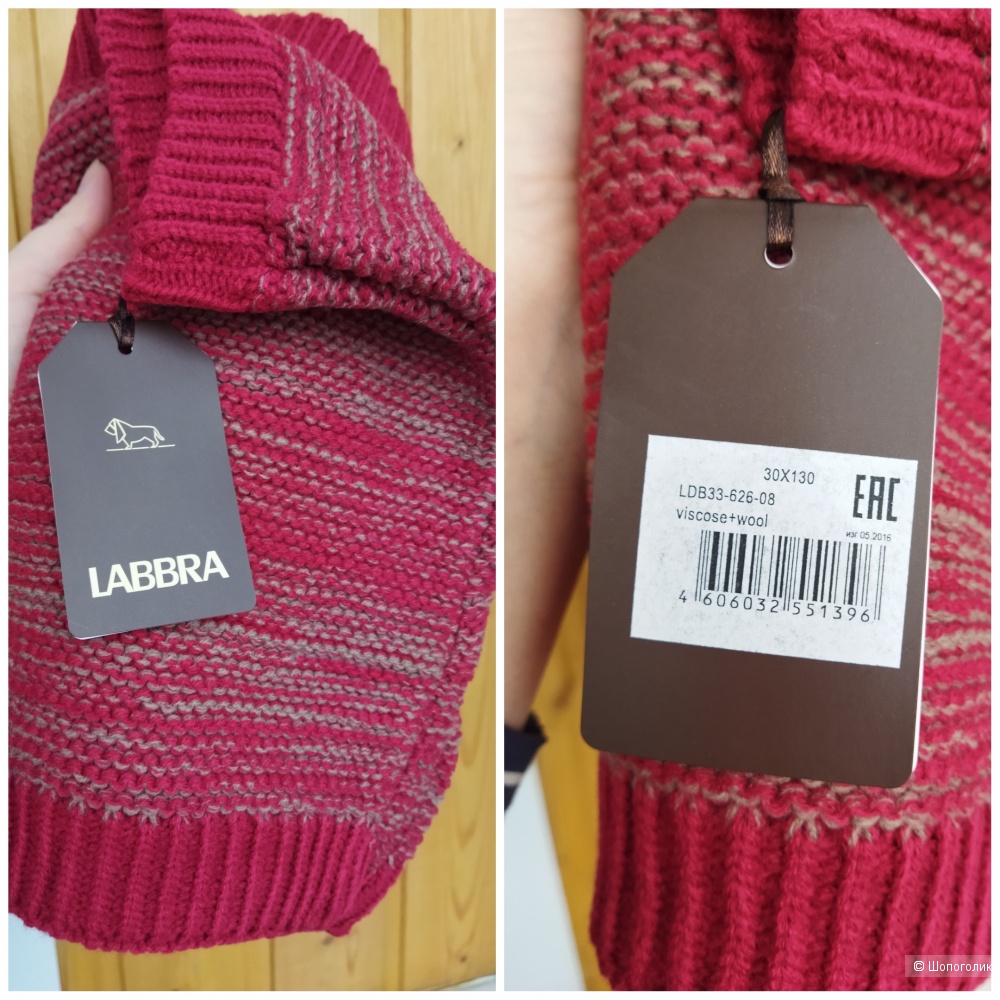 LABBRA
30X130
LDB33-626-08
viscose+wool
EAC
изг 05.2016
4 606032 551396
© Шопоголик